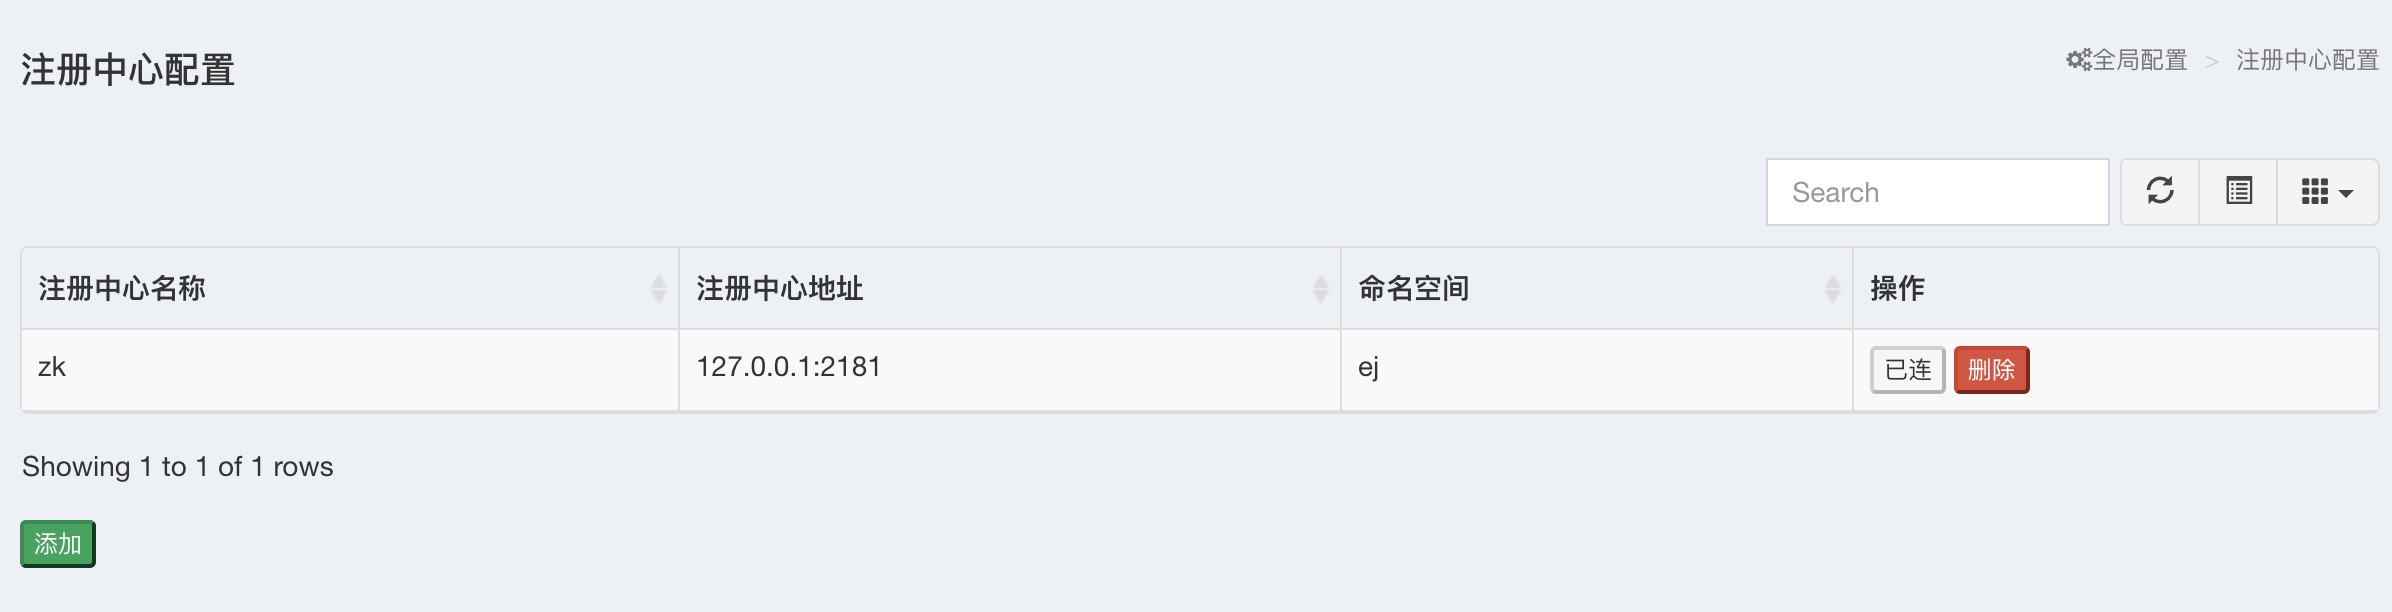 注册中心配置
全局配置 > 注册中心配置
Search
注册中心名称 注册中心地址 命名空间 操作
zk 127.0.0.1:2181 ej 已连 删除
Showing 1 to 1 of 1 rows
添加